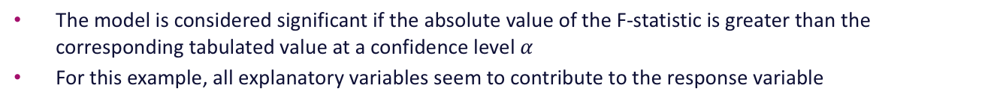 • The model is considered significant if the absolute value of the F-statistic is greater than the
corresponding tabulated value at a confidence level 𝛼
• For this example, all explanatory variables seem to contribute to the response variable